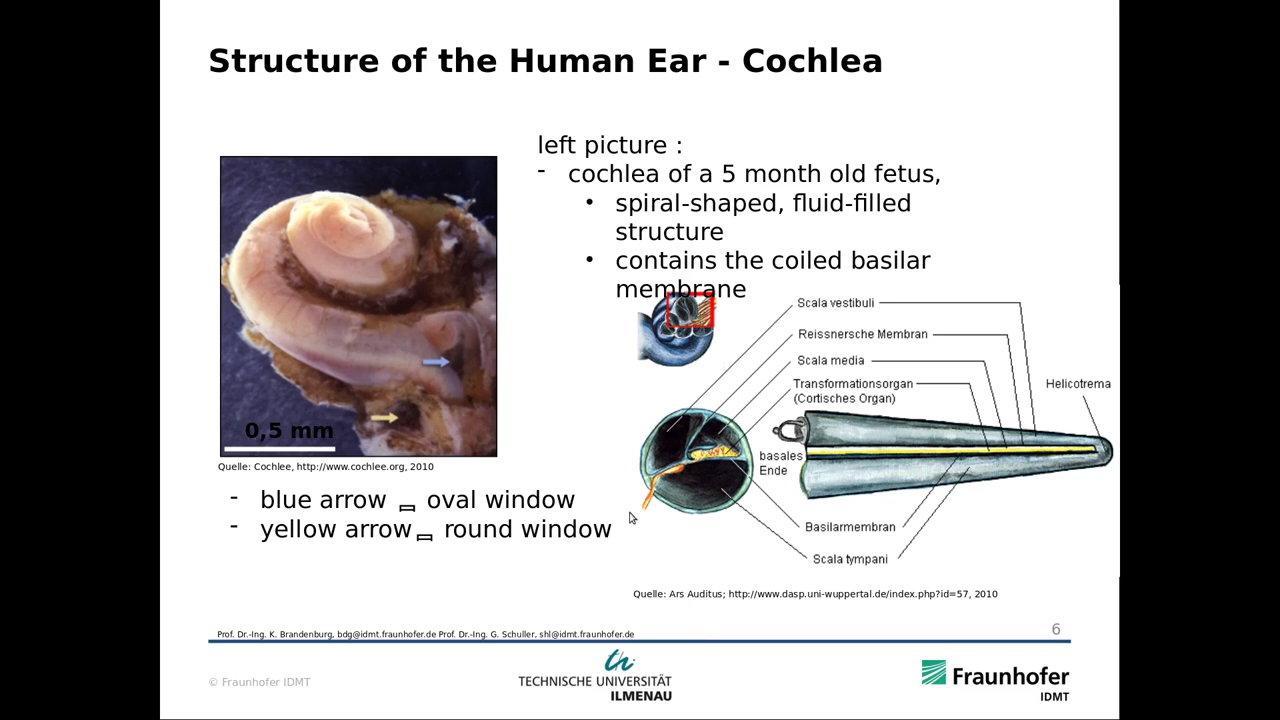 Structure of the Human Ear - Cochlea
left picture :
- cochlea of a 5 month old fetus,
• spiral-shaped, fluid-filled
structure
• contains the coiled basilar
membrane
0,5 mm
Quelle: Cochlee, http://www.cochlee.org, 2010
- blue arrow oval window
- yellow arrow round window
Scala vestibuli
Reissnersche Membran
Scala media
Transformationsorgan
(Cortisches Organ)
Helicotrema
basales
Ende
Basilarmembran
Scala tympani
Quelle: Ars Auditus; http://www.dasp.uni-wuppertal.de/index.php?id=57, 2010
Prof. Dr.-Ing. K. Brandenburg, bdg@idmt.fraunhofer.de Prof. Dr.-Ing. G. Schuller, shl@idmt.fraunhofer.de
6
© Fraunhofer IDMT
th
TECHNISCHE UNIVERSITÄT
ILMENAU
Fraunhofer
IDMT